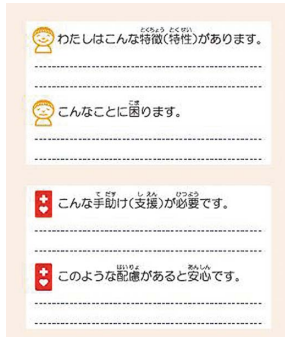 わたしはこんな特徴(特性)があります。
こんなことに困ります。
こんな手助け(支援)が必要です。
このような配慮があると安心です。